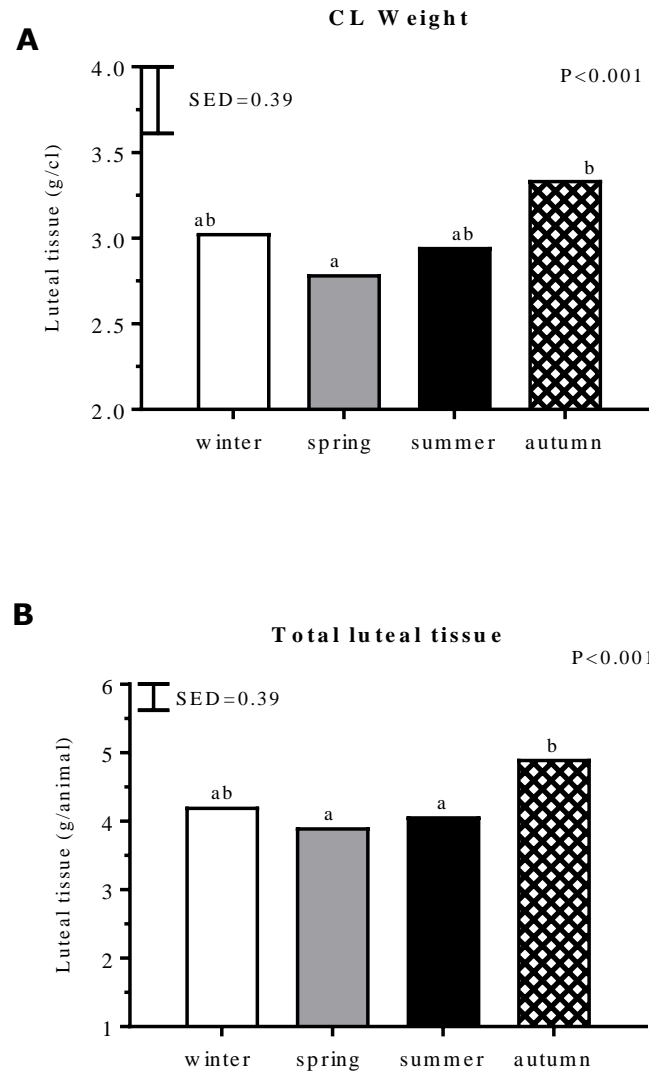 CL Weight
A
4.0
P<0.001
SED=0.39
3.5
b
Luteal tissue (g/cl)
ab
ab
3.0
a
2.5
2.0
winter spring summer autumn
B
Total luteal tissue
P<0.001
6
SED=0.39
b
5
Luteal tissue (g/animal)
ab
a
a
4
3
2
1
winter spring summer autumn